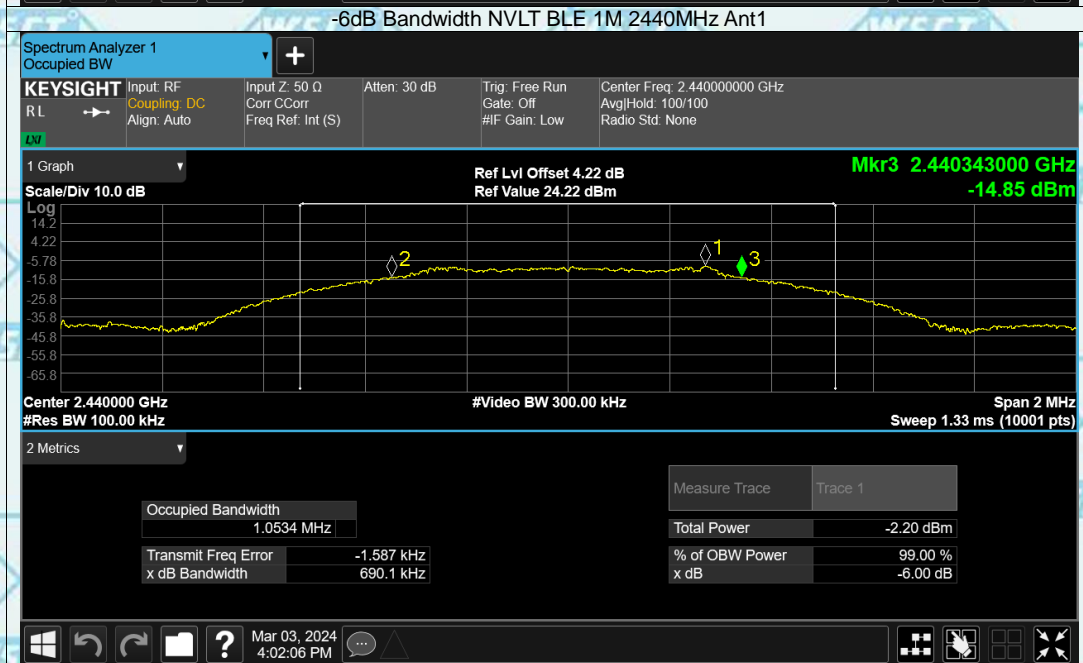 -6dB Bandwidth NVLT BLE 1M 2440MHz Ant1
Spectrum Analyzer 1
Occupied BW
+
KEYSIGHT Input: RF Input Z: 50 Ω Atten: 30 dB Trig: Free Run Center Freq: 2.440000000 GHz
RL Coupling: DC Corr CCorr Gate: Off Avg|Hold: 100/100
Align: Auto Freq Ref: Int (S) #IF Gain: Low Radio Std: None
LXI
1 Graph Ref Lvl Offset 4.22 dB Mkr3 2.440343000 GHz
Scale/Div 10.0 dB Ref Value 24.22 dBm -14.85 dBm
Log
14.2
4.22
-5.78
-15.8
-25.8
-35.8
-45.8
-55.8
-65.8
2
1
3
Center 2.440000 GHz #Video BW 300.00 kHz Span 2 MHz
#Res BW 100.00 kHz Sweep 1.33 ms (10001 pts)
2 Metrics
Measure Trace Trace 1
Occupied Bandwidth
1.0534 MHz Total Power -2.20 dBm
Transmit Freq Error -1.587 kHz % of OBW Power 99.00 %
x dB Bandwidth 690.1 kHz x dB -6.00 dB
? Mar 03, 2024
4:02:06 PM